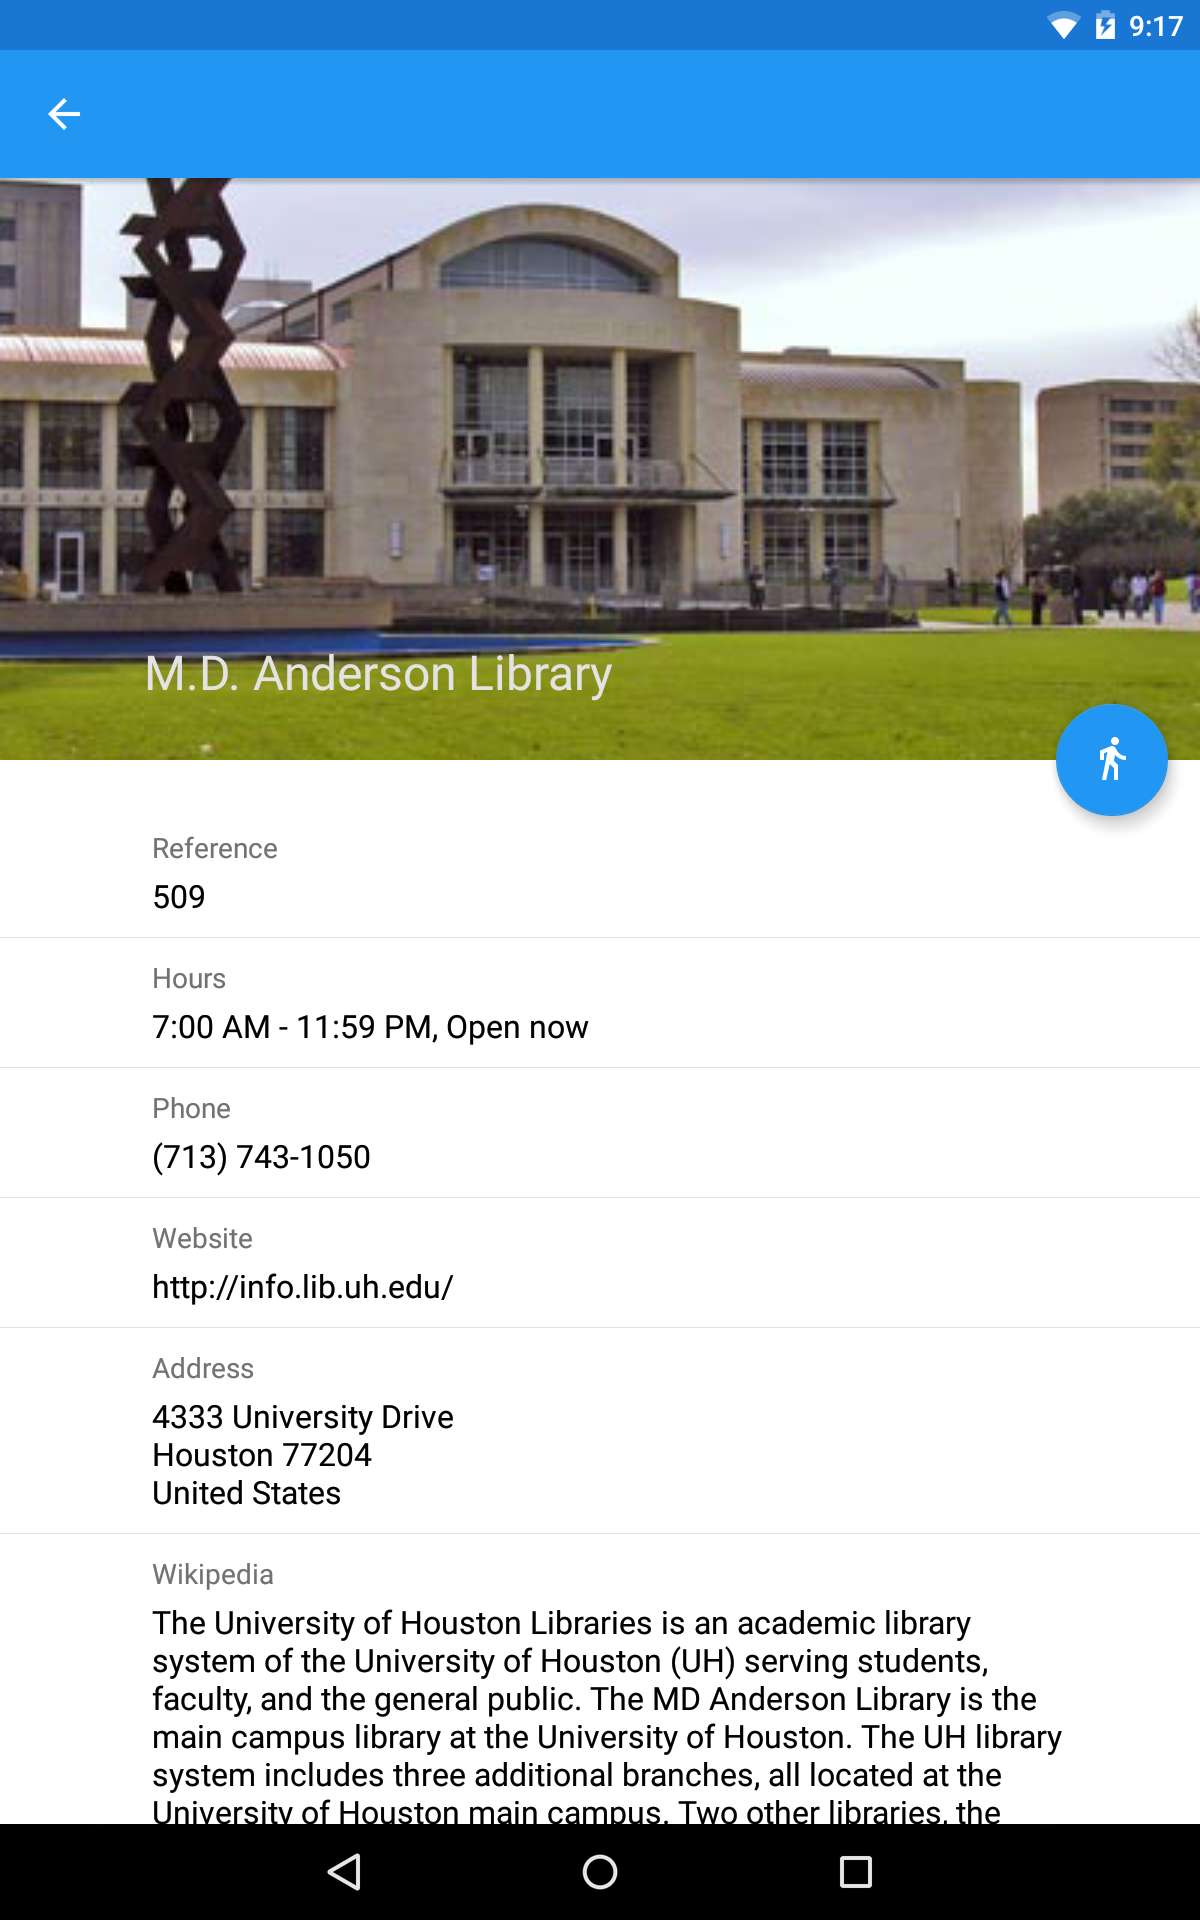 9:17
M.D. Anderson Library
Reference
509
Hours
7:00 AM - 11:59 PM, Open now
Phone
(713) 743-1050
Website
http://info.lib.uh.edu/
Address
4333 University Drive
Houston 77204
United States
Wikipedia
The University of Houston Libraries is an academic library
system of the University of Houston (UH) serving students,
faculty, and the general public. The MD Anderson Library is the
main campus library at the University of Houston. The UH library
system includes three additional branches, all located at the
University of Houston main campus. Two other libraries, the